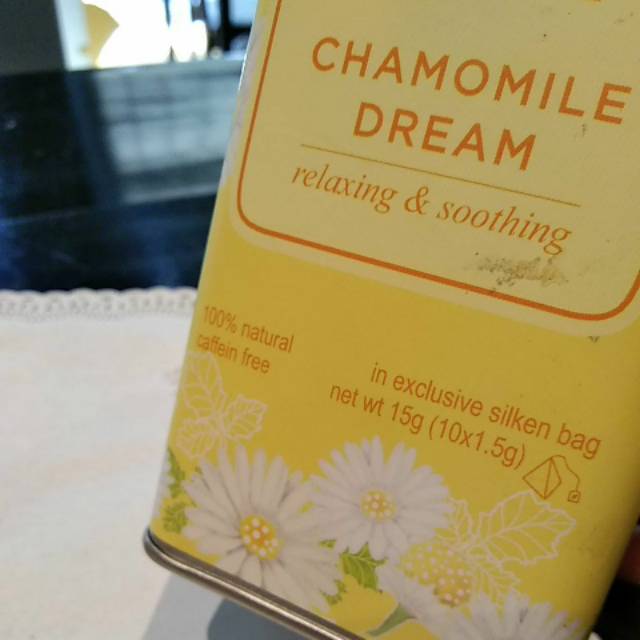 CHAMOMILE
DREAM
relaxing & soothing
100% natural
caffein free
in exclusive silken bag
net wt 15g (10x1.5g)